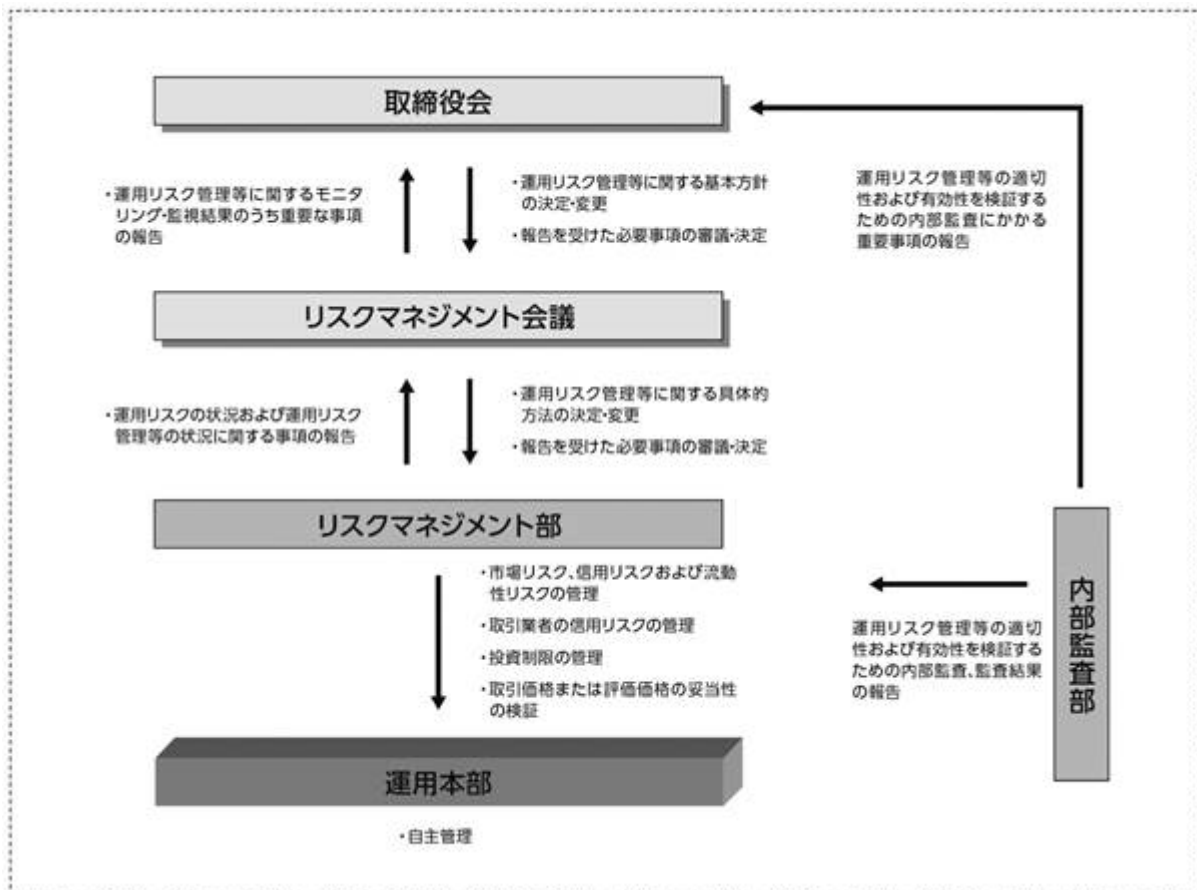 取締役会
・運用リスク管理等に関するモニタ
リング・監視結果のうち重要な事項
の報告
・運用リスク管理等に関する基本方針
の決定・変更
・報告を受けた必要事項の審議・決定
運用リスク管理等の適切
性および有効性を検証する
ための内部監査にかかる
重要事項の報告
リスクマネジメント会議
・運用リスクの状況および運用リスク
管理等の状況に関する事項の報告
・運用リスク管理等に関する具体的
方法の決定・変更
・報告を受けた必要事項の審議・決定
リスクマネジメント部
・市場リスク、信用リスクおよび流動
性リスクの管理
・取引業者の信用リスクの管理
・投資制限の管理
・取引価格または評価価格の妥当性
の検証
運用リスク管理等の適切
性および有効性を検証する
ための内部監査、監査結果
の報告
内部監査部
運用本部
・自主管理